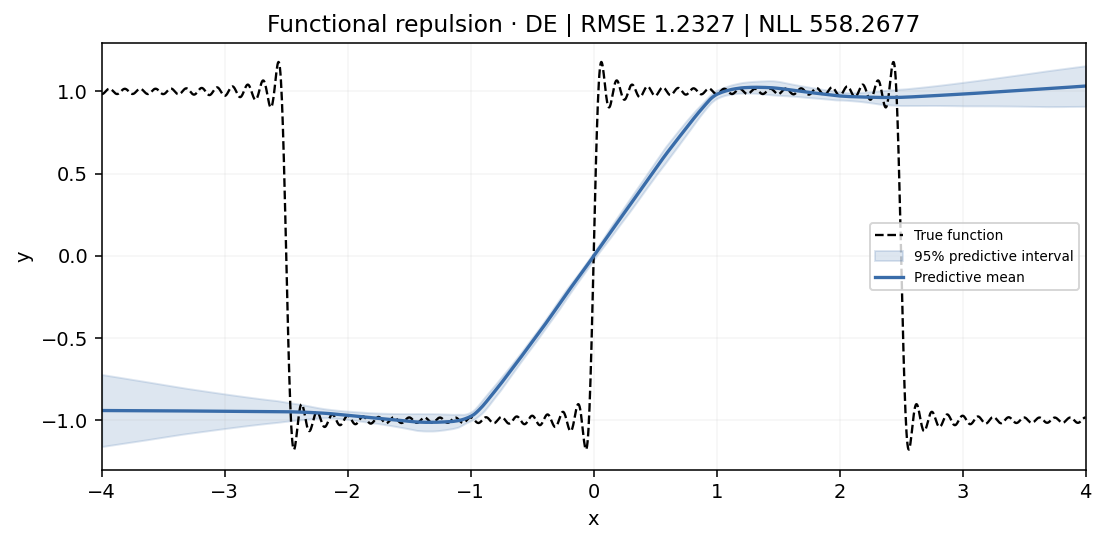 Functional repulsion · DE | RMSE 1.2327 | NLL 558.2677
1.0
0.5
0.0
−0.5
−1.0
y
True function
95% predictive interval
Predictive mean
−4
−3
−2
−1
0
1
2
3
4
x